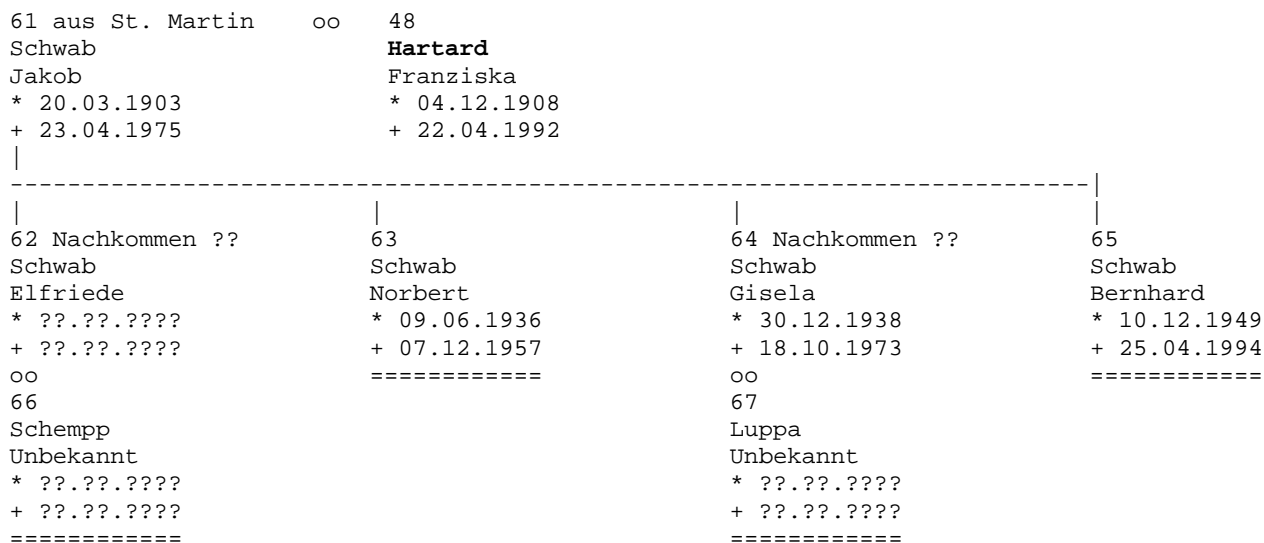 61 aus St. Martin    oo    48
Schwab                     Hartard
Jakob                      Franziska
* 20.03.1903               * 04.12.1908
+ 23.04.1975               + 22.04.1992
|
---------------------------------------------------------------------------|
|                        |                        |                        |
62 Nachkommen ??         63                       64 Nachkommen ??         65
Schwab                   Schwab                   Schwab                   Schwab
Elfriede                 Norbert                  Gisela                   Bernhard
* ??.??.????             * 09.06.1936             * 30.12.1938             * 10.12.1949
+ ??.??.????             + 07.12.1957             + 18.10.1973             + 25.04.1994
oo                       ============             oo                       ============
66                                                67
Schempp                                           Luppa
Unbekannt                                         Unbekannt
* ??.??.????                                      * ??.??.????
+ ??.??.????                                      + ??.??.????
============                                      ============